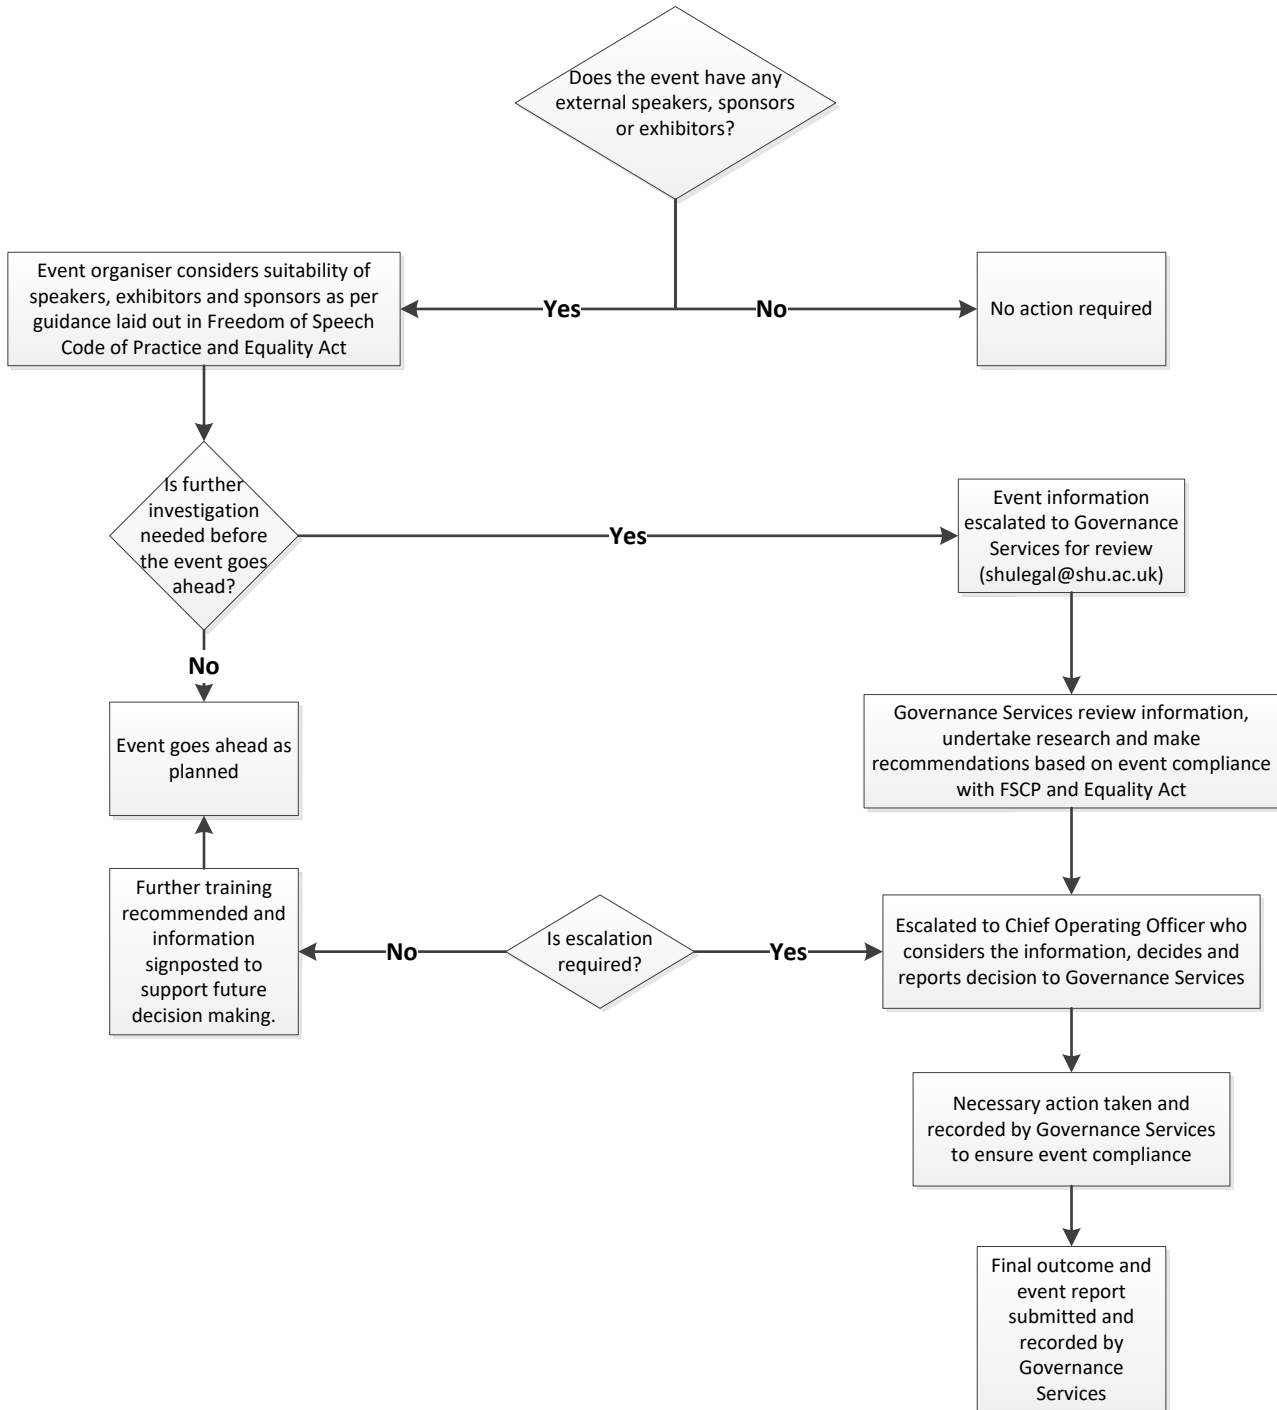 Does the event have any
external speakers, sponsors
or exhibitors?
Event organiser considers suitability of
speakers, exhibitors and sponsors as per
guidance laid out in Freedom of Speech
Code of Practice and Equality Act
Yes
No
No action required
Is further
investigation
needed before
the event goes
ahead?
Yes
Event information
escalated to Governance
Services for review
(shulegal@shu.ac.uk)
No
Event goes ahead as
planned
Governance Services review information,
undertake research and make
recommendations based on event compliance
with FSCP and Equality Act
Further training
recommended and
information
signposted to
support future
decision making.
No
Is escalation
required?
Yes
Escalated to Chief Operating Officer who
considers the information, decides and
reports decision to Governance Services
Necessary action taken and
recorded by Governance Services
to ensure event compliance
Final outcome and
event report
submitted and
recorded by
Governance
Services